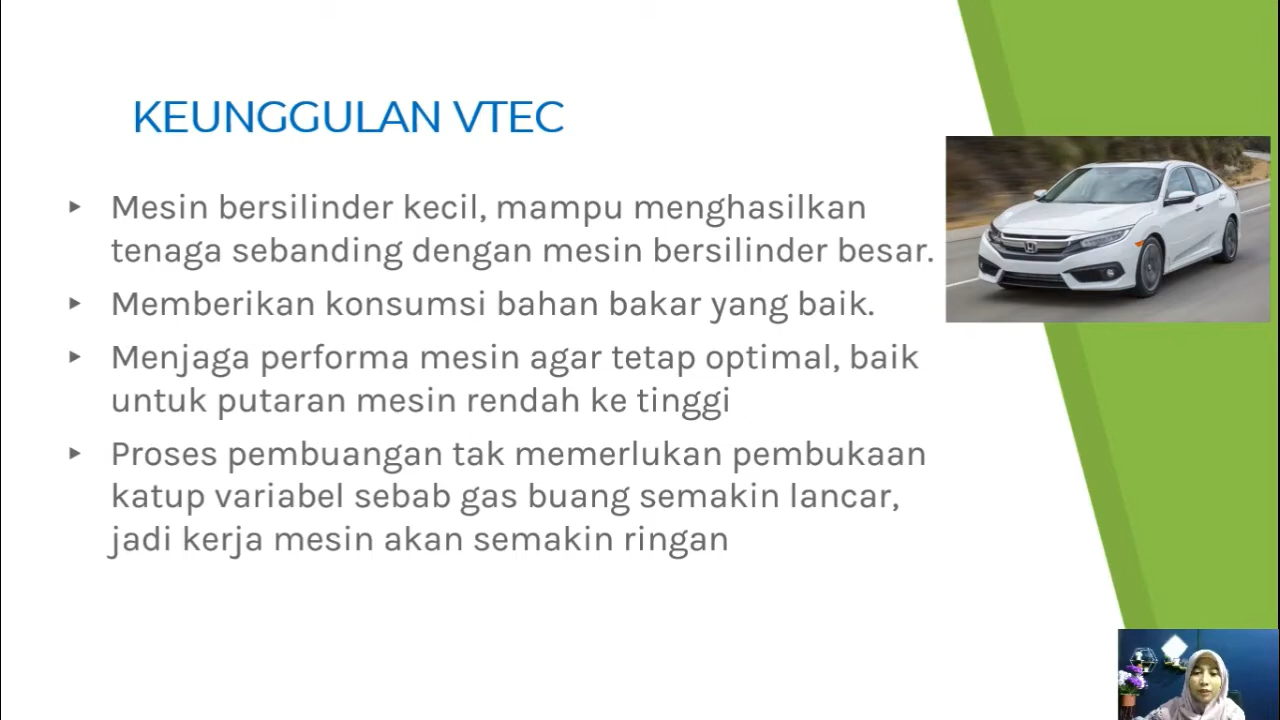 KEUNGGULAN VTEC
Mesin bersilinder kecil, mampu menghasilkan
tenaga sebanding dengan mesin bersilinder besar.
Memberikan konsumsi bahan bakar yang baik.
Menjaga performa mesin agar tetap optimal, baik
untuk putaran mesin rendah ke tinggi
Proses pembuangan tak memerlukan pembukaan
katup variabel sebab gas buang semakin lancar,
jadi kerja mesin akan semakin ringan